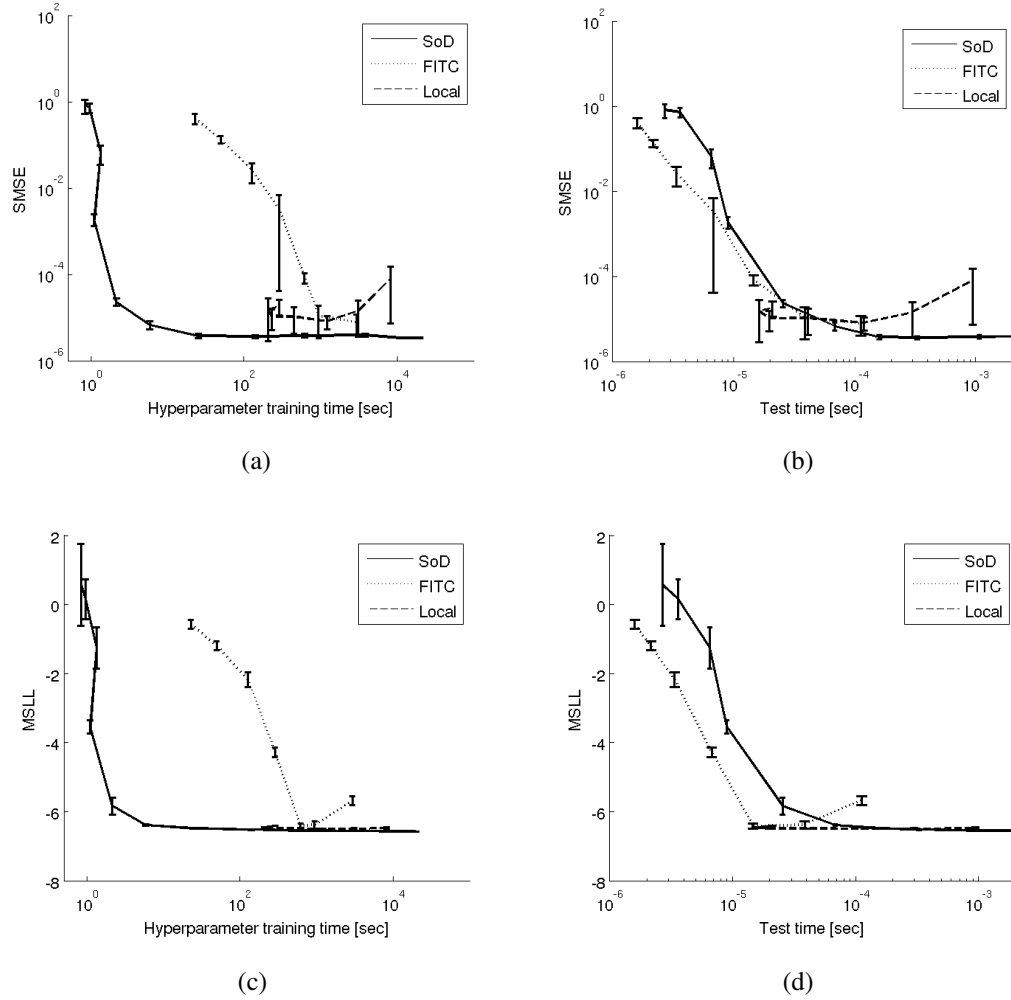 10^2
10^0
10^-2
10^-4
10^-6
SMSE
SoD
FITC
Local
10^0
10^2
10^4
Hyperparameter training time [sec]
(a)
10^2
10^0
10^-2
10^-4
10^-6
SMSE
SoD
FITC
Local
10^-6
10^-5
10^-4
10^-3
Test time [sec]
(b)
2
0
-2
-4
-6
-8
MSLL
SoD
FITC
Local
10^0
10^2
10^4
Hyperparameter training time [sec]
(c)
2
0
-2
-4
-6
-8
MSLL
SoD
FITC
Local
10^-6
10^-5
10^-4
10^-3
Test time [sec]
(d)